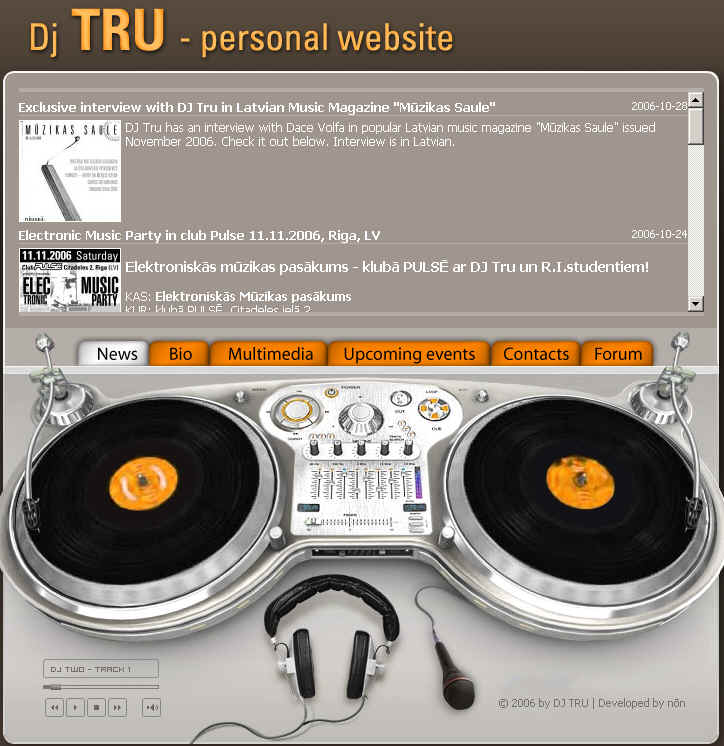 Dj TRU - personal website
Exclusive interview with DJ Tru in Latvian Music Magazine "Mūzikas Saule" 2006-10-28
MŪZIKAS SAULE
DJ Tru has an interview with Dace Volfa in popular Latvian music magazine "Mūzikas Saule" issued
November 2006. Check it out below. Interview is in Latvian.
Electronic Music Party in club Pulse 11.11.2006, Riga, LV 2006-10-24
11.11.2006 Saturday
Club PULSE Citadeles 2, Riga (LV)
ELEC
TRONIC
MUSIC
PARTY
Elektroniskās mūzikas pasākums - klubā PULSĒ ar DJ Tru un R.I.studentiem!
KAS: Elektroniskās Mūzikas pasākums
KUR: klubā PULSĒ, Citadeles ielā 2
News Bio Multimedia Upcoming events Contacts Forum
POWER
LOOP
OUT
CUE
DJ TWO - TRACK 1
© 2006 by DJ TRU | Developed by nōn